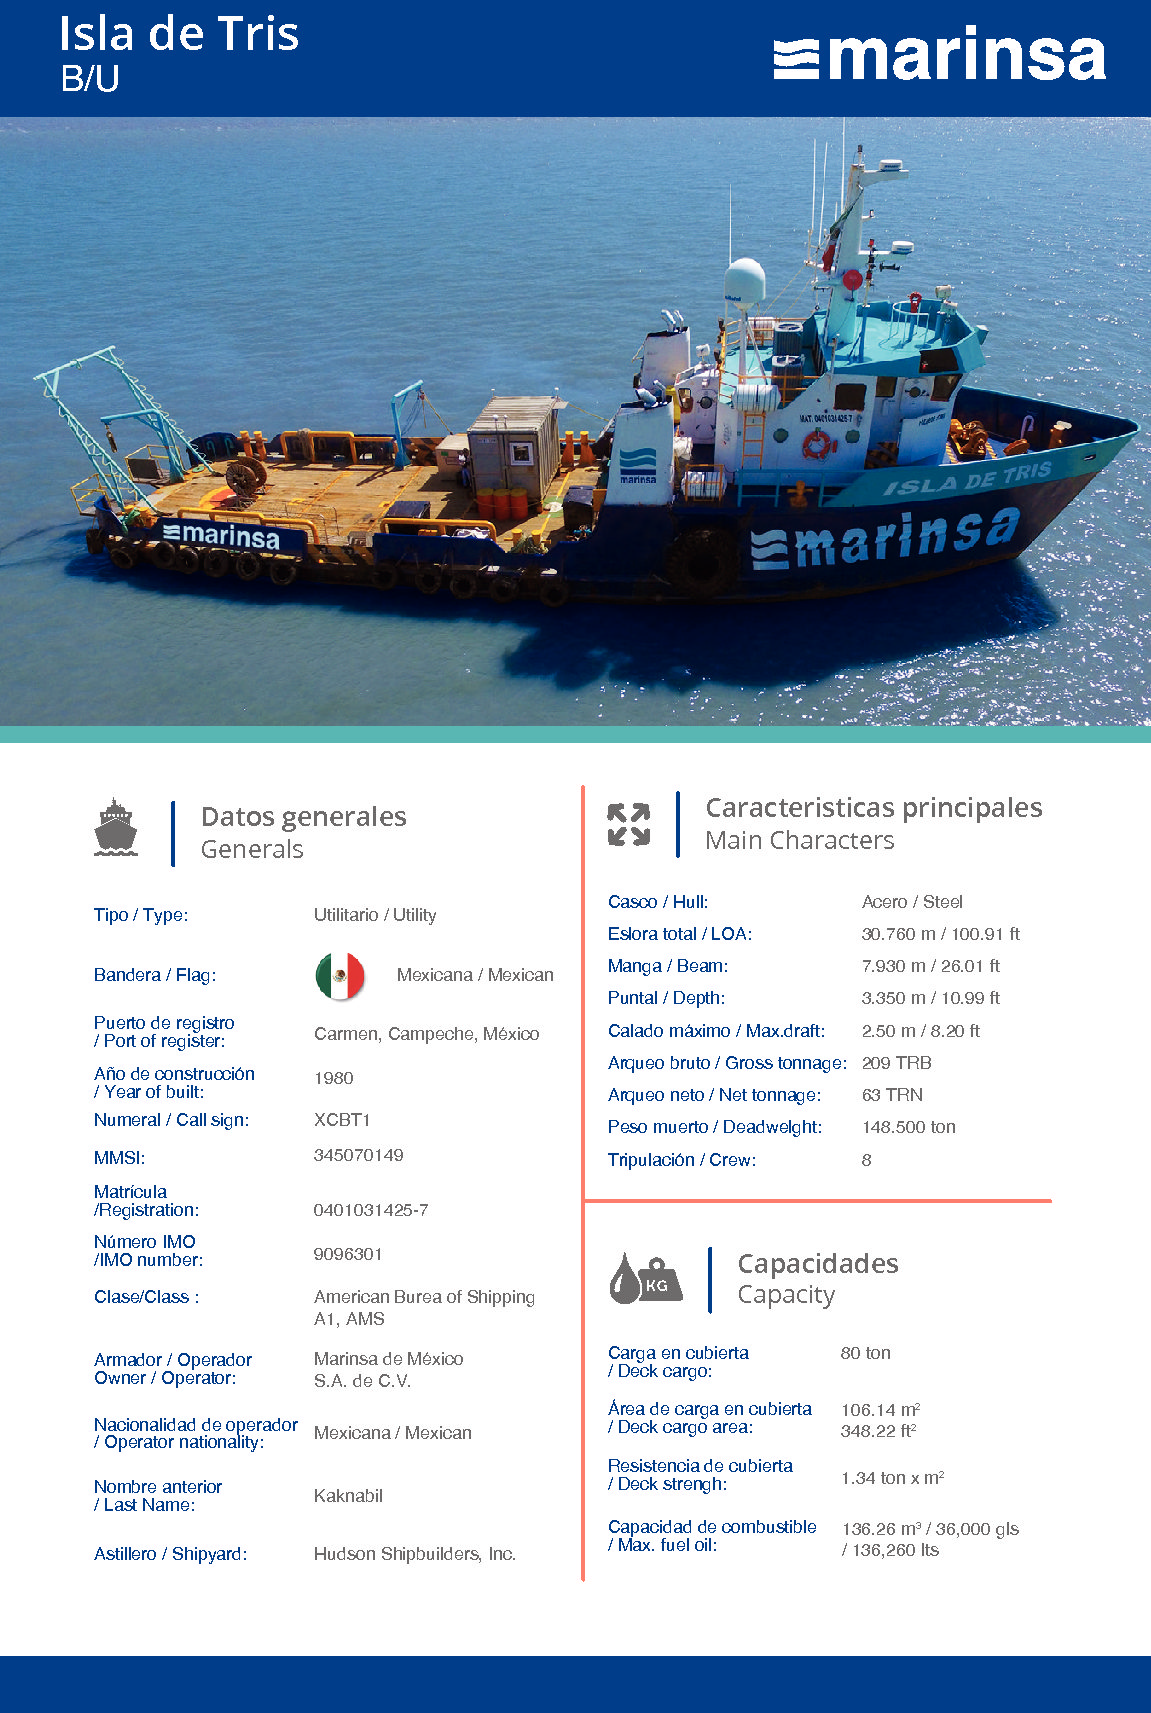 Isla de Tris
B/U
marinsa
MAT. 0401031425-7
marinsa
ISLA DE TRIS
marinsa
marinsa
Datos generales
Generals
Tipo / Type: Utilitario / Utility
Bandera / Flag: Mexicana / Mexican
Puerto de registro
/ Port of register: Carmen, Campeche, México
Año de construcción
/ Year of built: 1980
Numeral / Call sign: XCBT1
MMSI: 345070149
Matrícula
/Registration: 0401031425-7
Número IMO
/IMO number: 9096301
Clase/Class : American Burea of Shipping
A1, AMS
Armador / Operador Marinsa de México
Owner / Operator: S.A. de C.V.
Nacionalidad de operador
/ Operator nationality: Mexicana / Mexican
Nombre anterior
/ Last Name: Kaknabil
Astillero / Shipyard: Hudson Shipbuilders, Inc.
Caracteristicas principales
Main Characters
Casco / Hull: Acero / Steel
Eslora total / LOA: 30.760 m / 100.91 ft
Manga / Beam: 7.930 m / 26.01 ft
Puntal / Depth: 3.350 m / 10.99 ft
Calado máximo / Max.draft: 2.50 m / 8.20 ft
Arqueo bruto / Gross tonnage: 209 TRB
Arqueo neto / Net tonnage: 63 TRN
Peso muerto / Deadwelght: 148.500 ton
Tripulación / Crew: 8
KG
Capacidades
Capacity
Carga en cubierta 80 ton
/ Deck cargo:
Área de carga en cubierta 106.14 m²
/ Deck cargo area: 348.22 ft²
Resistencia de cubierta
/ Deck strengh: 1.34 ton x m²
Capacidad de combustible 136.26 m³ / 36,000 gls
/ Max. fuel oil: / 136,260 lts